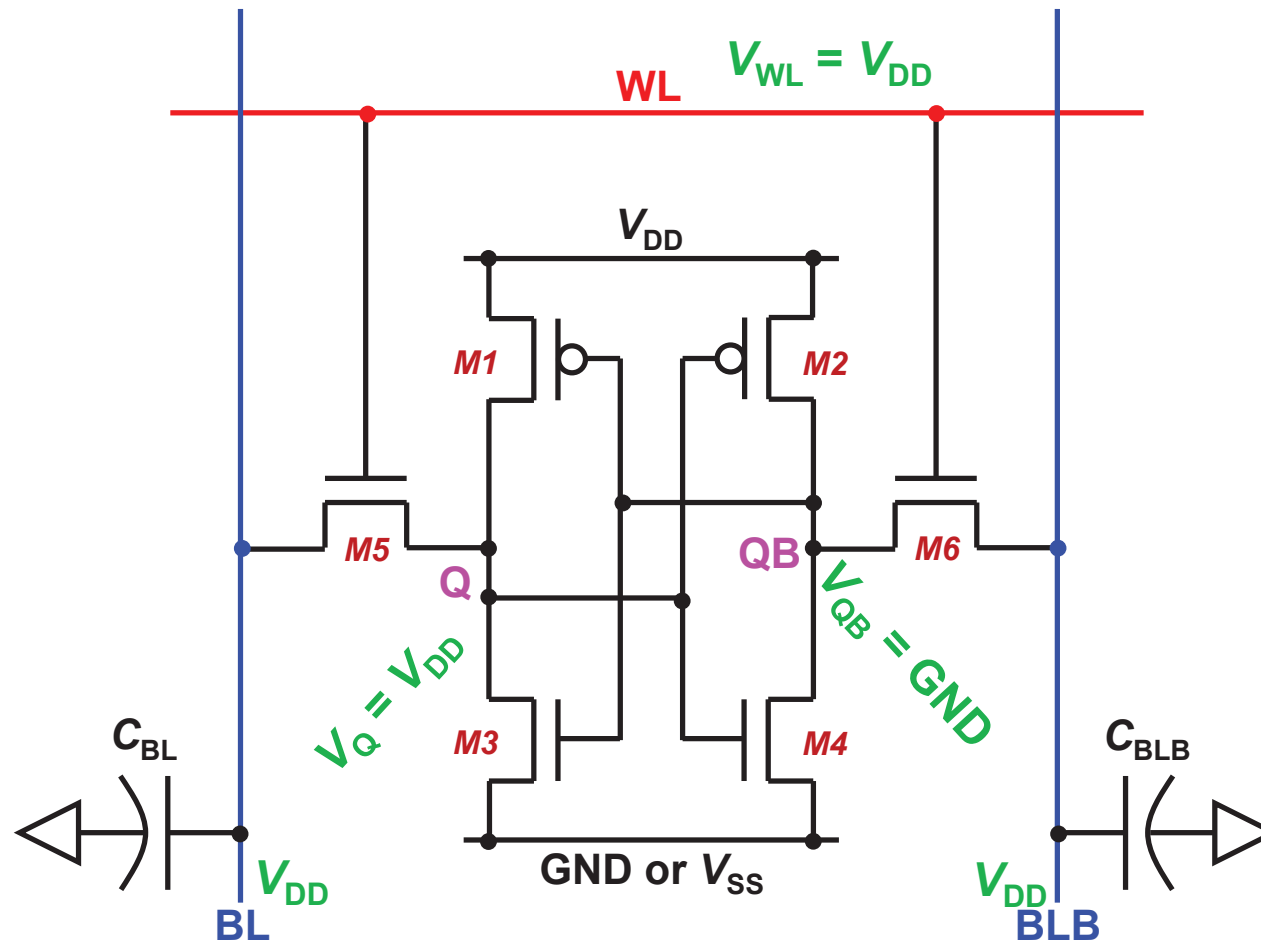 V_WL = V_DD
WL
V_DD
M1
M2
M5
M6
Q
QB
V_Q = V_DD
V_QB = GND
M3
M4
C_BL
C_BLB
GND or V_SS
V_DD
V_DD
BL
BLB